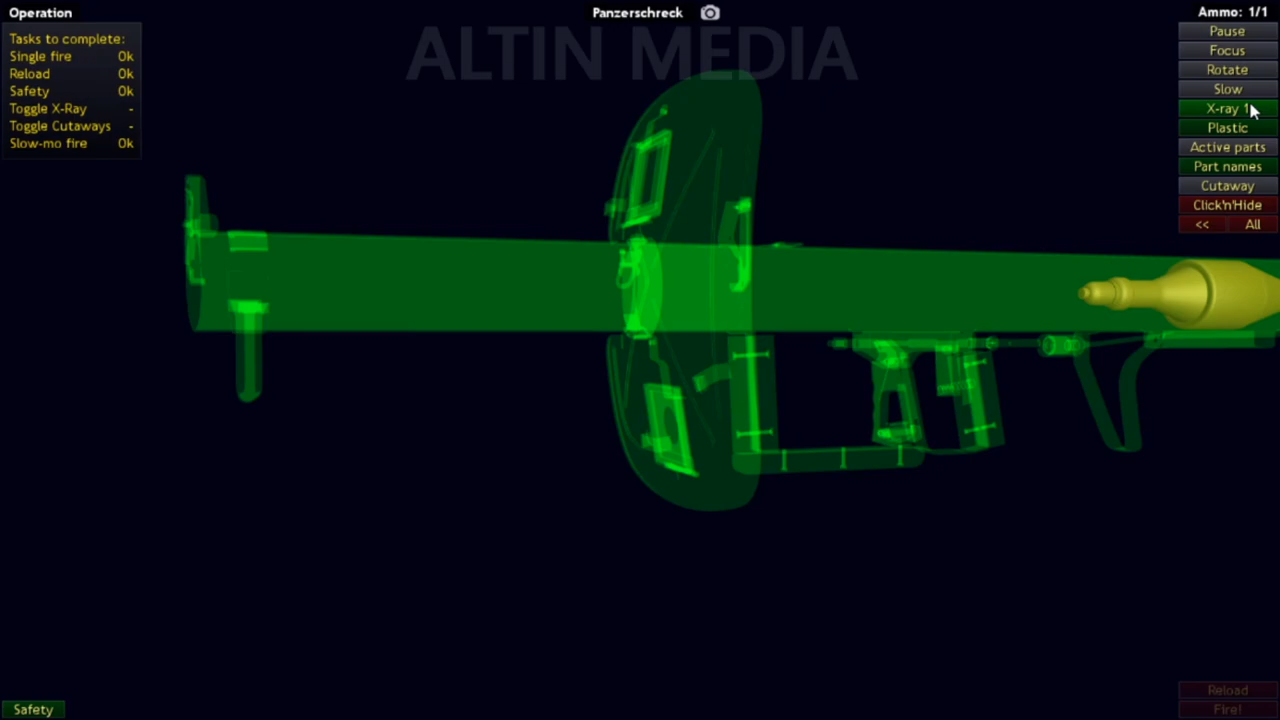 Operation
Panzerschreck
Ammo: 1/1
ALTIN MEDIA
Tasks to complete:
Single fire Ok
Reload Ok
Safety Ok
Toggle X-Ray -
Toggle Cutaways -
Slow-mo fire Ok
Pause
Focus
Rotate
Slow
X-ray 1
Plastic
Active parts
Part names
Cutaway
Click'n'Hide
<< All
Safety
Reload
Fire!